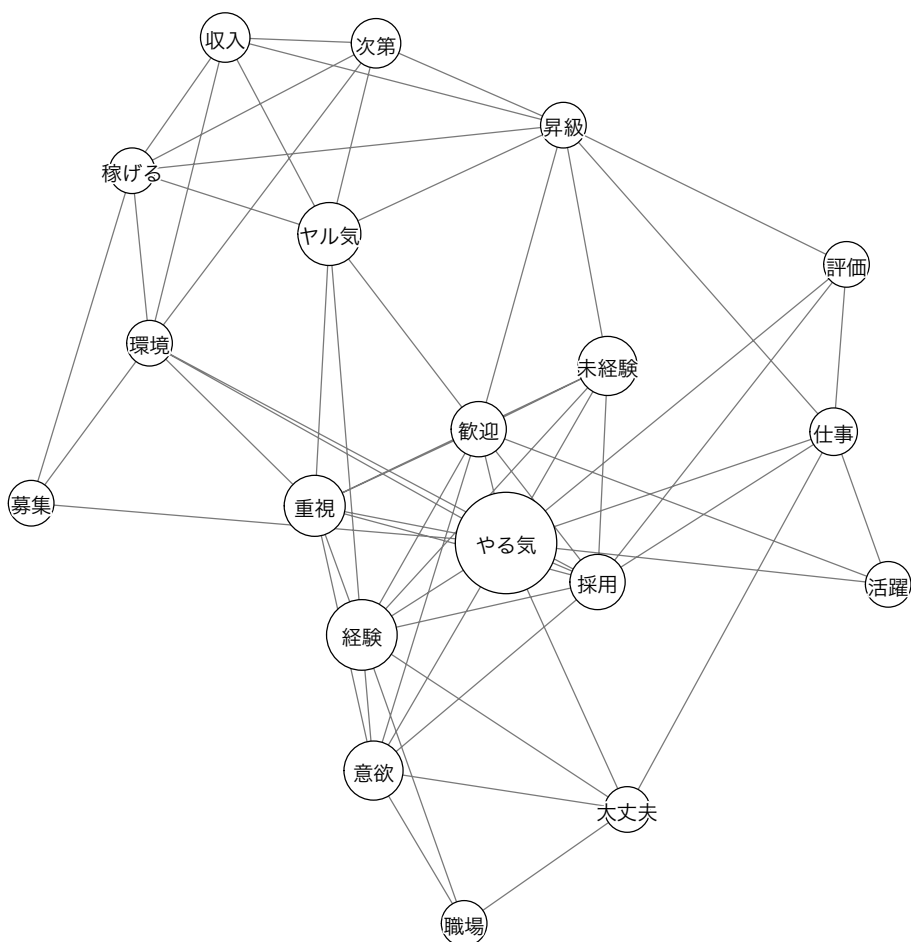 収入
次第
昇級
稼げる
ヤル気
評価
環境
未経験
歓迎
仕事
募集
重視
やる気
採用
活躍
経験
意欲
大丈夫
職場